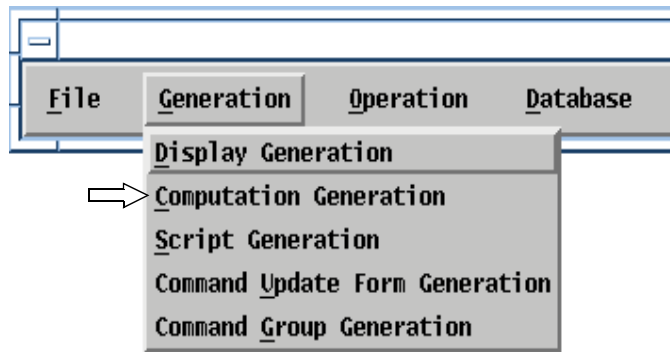 File Generation Operation Database
Display Generation
Computation Generation
Script Generation
Command Update Form Generation
Command Group Generation